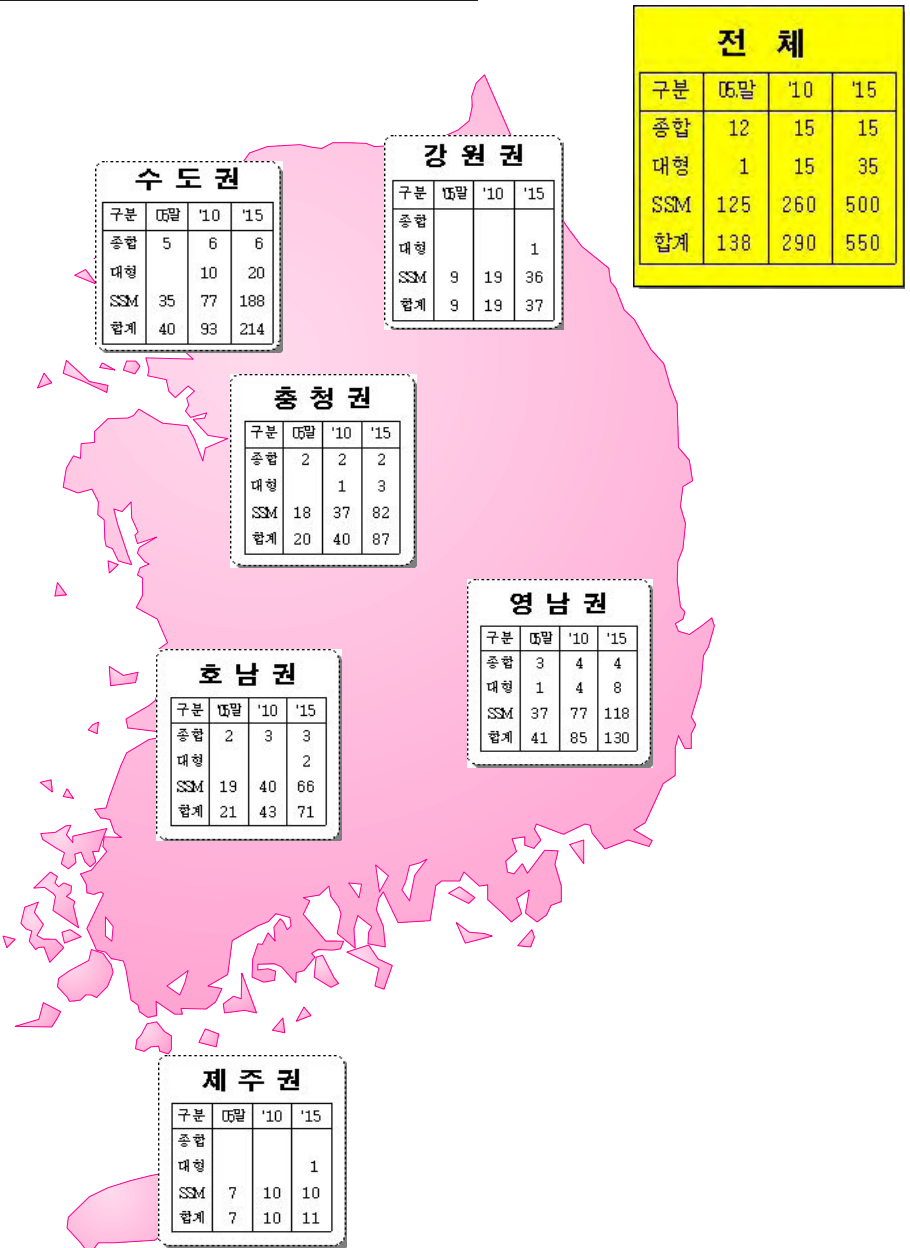 전 체
구분 05.말 '10 '15
종합 12 15 15
대형 1 15 35
SSM 125 260 500
합계 138 290 550
수 도 권
구분 05말 '10 '15
종합 5 6 6
대형 10 20
SSM 35 77 188
합계 40 93 214
강 원 권
구분 '05말 '10 '15
종합
대형 1
SSM 9 19 36
합계 9 19 37
충 청 권
구분 05말 '10 '15
종합 2 2 2
대형 1 3
SSM 18 37 82
합계 20 40 87
영 남 권
구분 05말 '10 '15
종합 3 4 4
대형 1 4 8
SSM 37 77 118
합계 41 85 130
호 남 권
구분 '05말 '10 '15
종합 2 3 3
대형 2
SSM 19 40 66
합계 21 43 71
제 주 권
구분 05말 '10 '15
종합
대형 1
SSM 7 10 10
합계 7 10 11